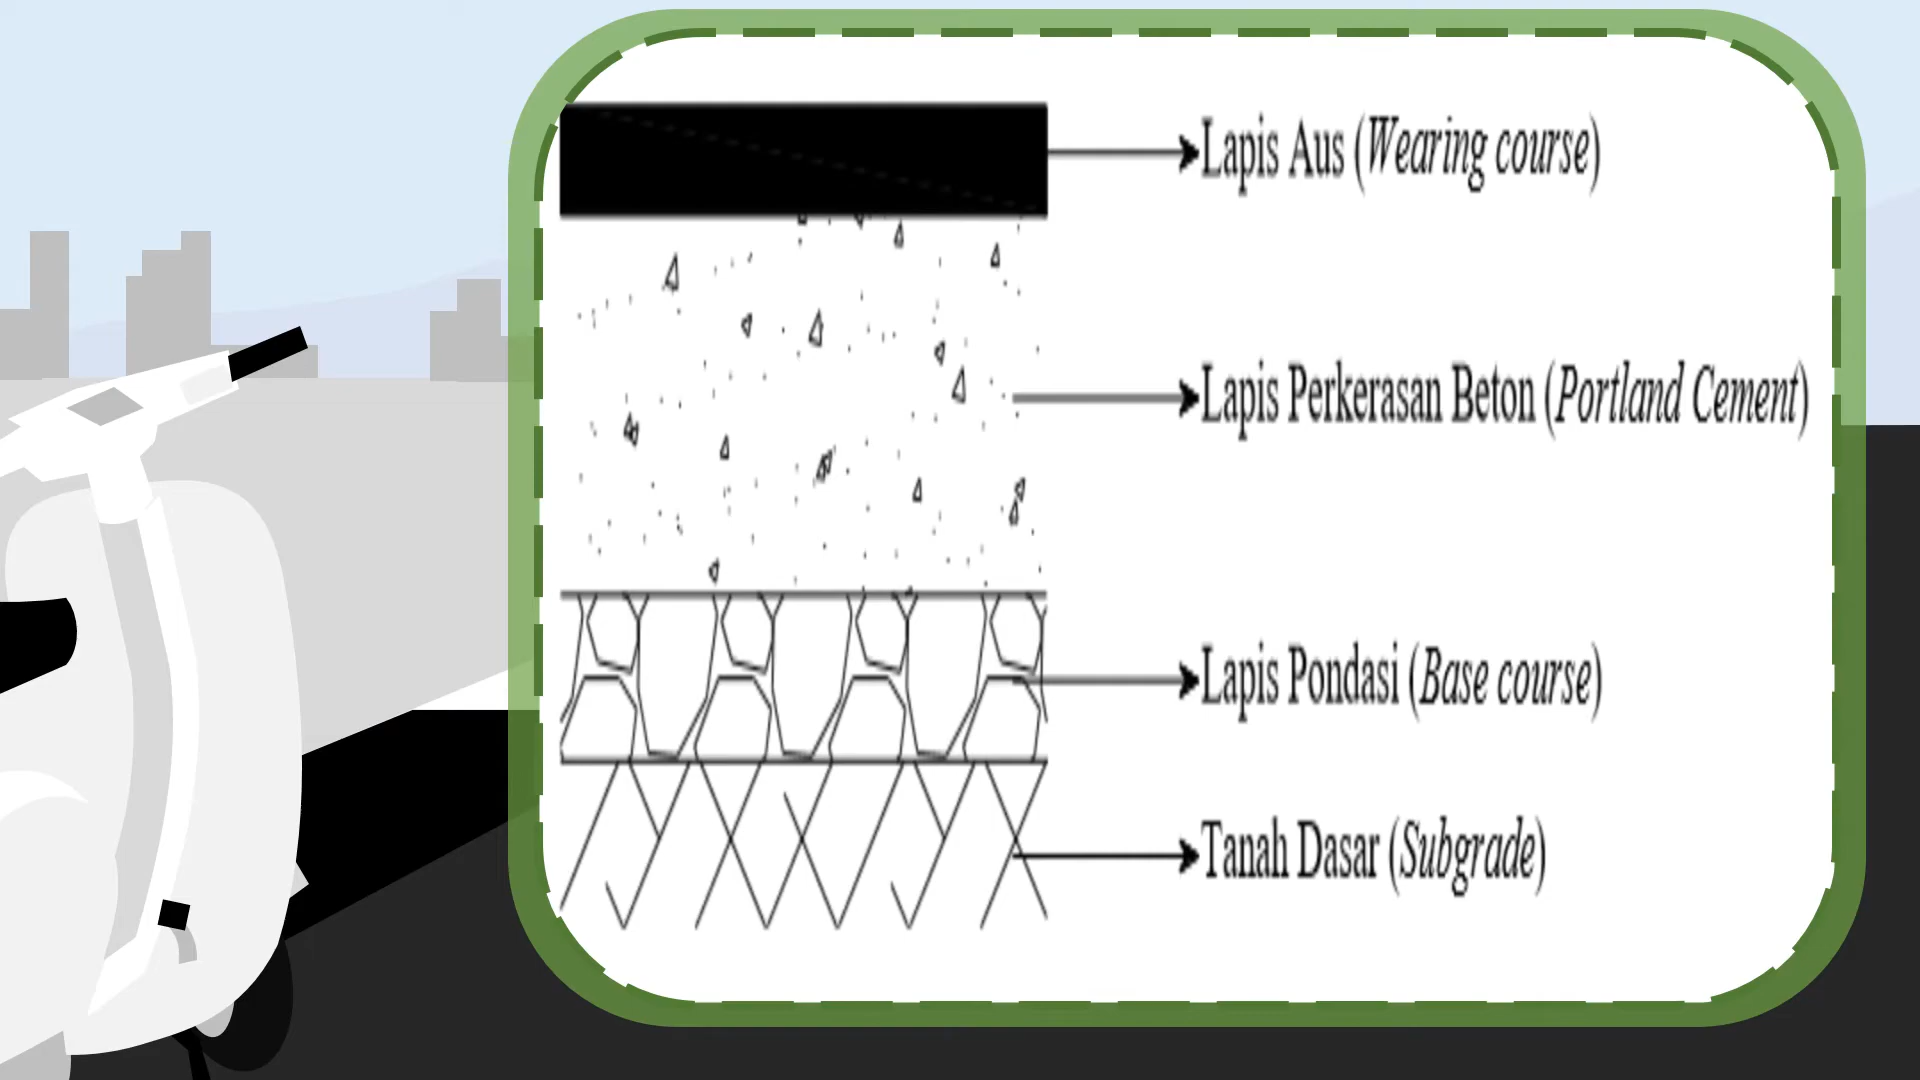 Lapis Aus (Wearing course)
Lapis Perkerasan Beton (Portland Cement)
Lapis Pondasi (Base course)
Tanah Dasar (Subgrade)